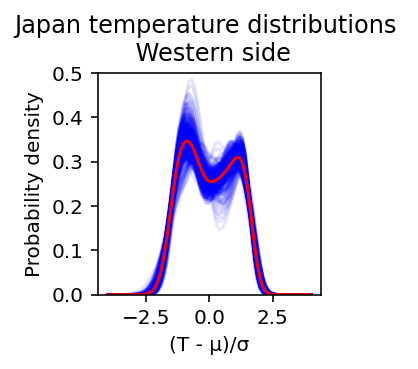 Japan temperature distributions
Western side
Probability density
0.5
0.4
0.3
0.2
0.1
0.0
−2.5 0.0 2.5
(T - μ)/σ